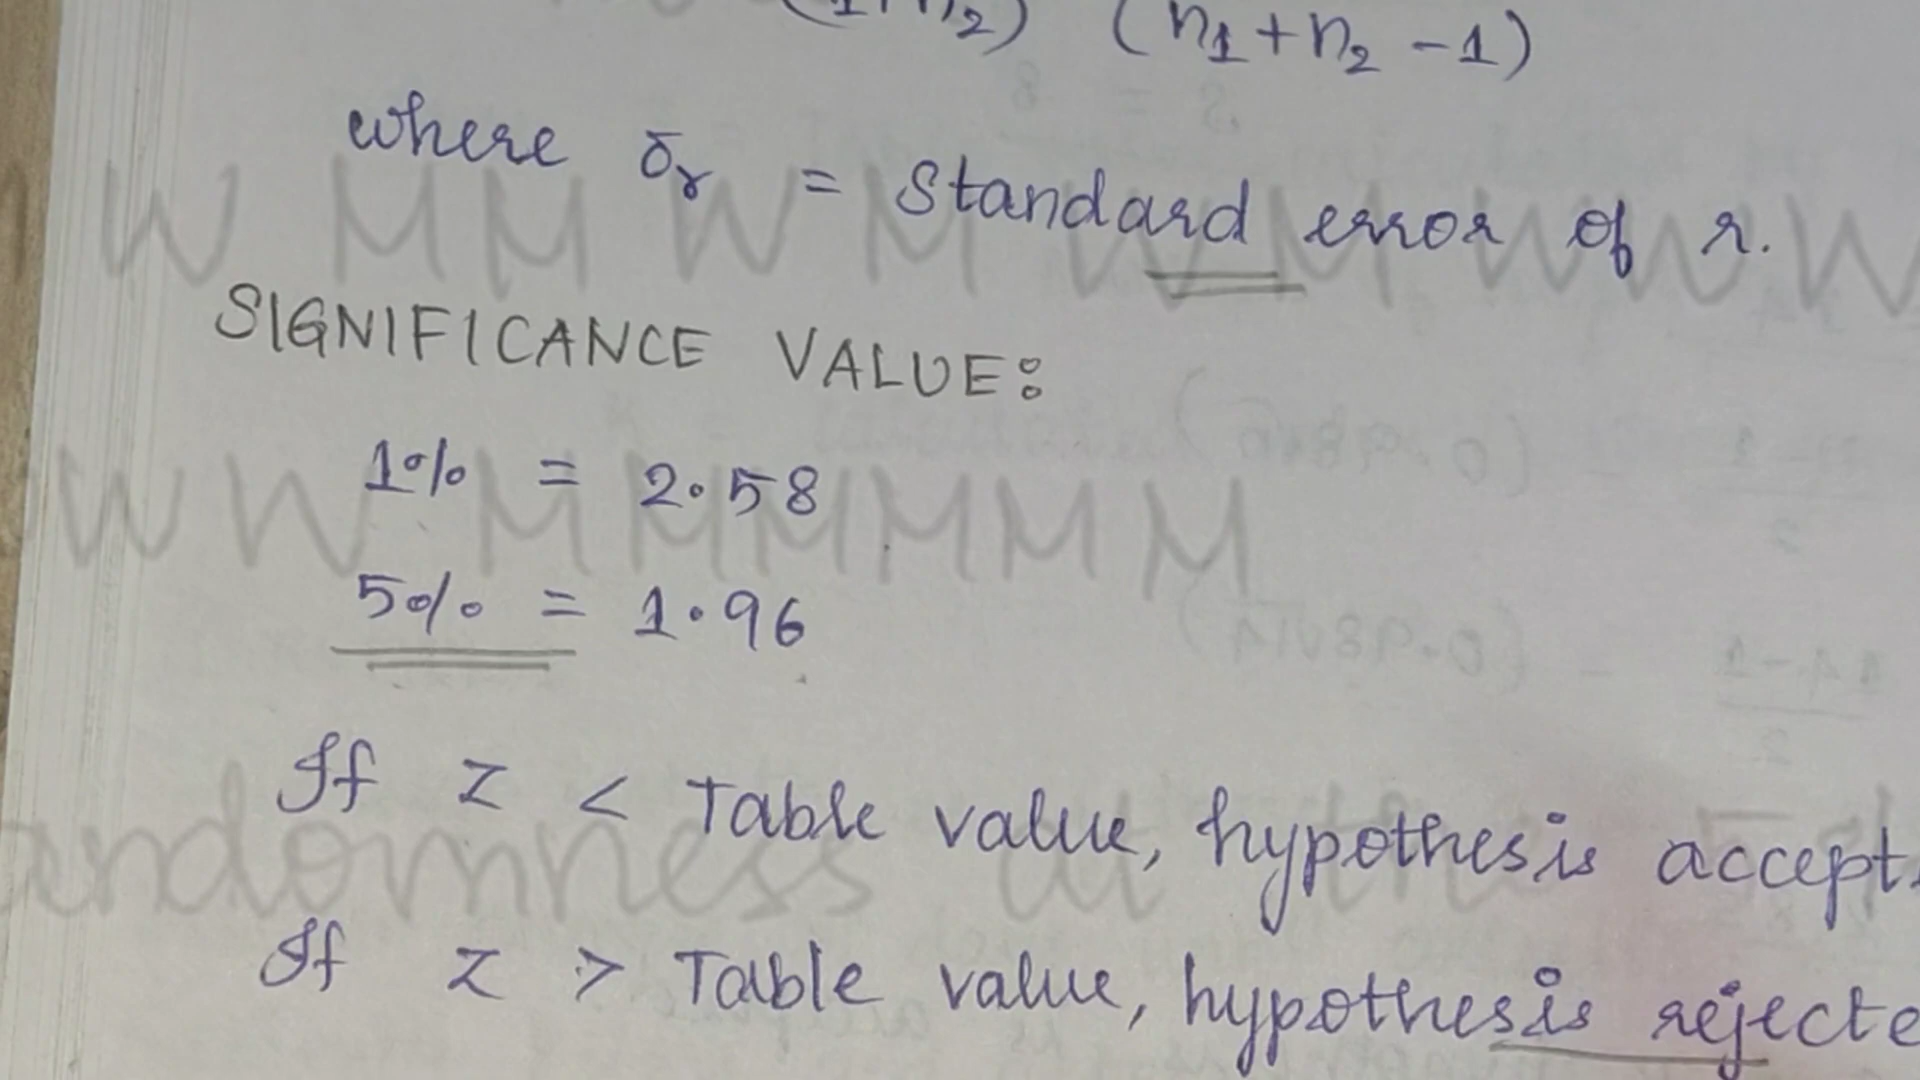 (n₁+n₂ -1)
where σᵣ = Standard error of r.
SIGNIFICANCE VALUE:
1% = 2.58
5% = 1.96
If z < Table value, hypothesis accept
If z > Table value, hypothesis rejecte